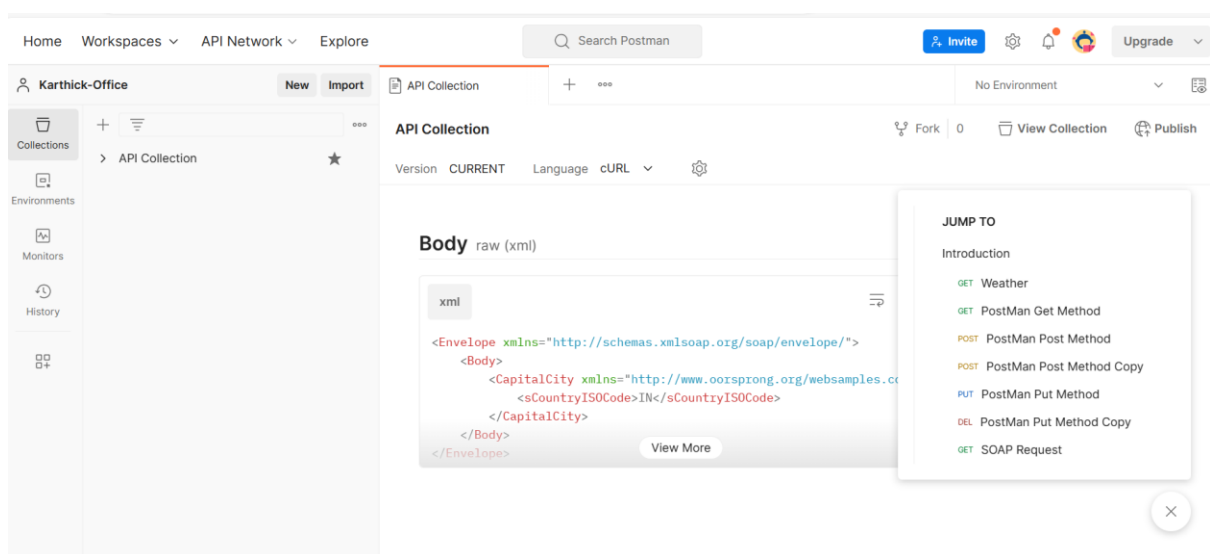 Home Workspaces API Network Explore Search Postman Invite Upgrade
Karthick-Office New Import API Collection No Environment
Collections
API Collection
Environments
Monitors
History
API Collection Fork 0 View Collection Publish
Version CURRENT Language cURL
Body raw (xml)
xml
<Envelope xmlns="http://schemas.xmlsoap.org/soap/envelope/">
<Body>
<CapitalCity xmlns="http://www.oorsprong.org/websamples.co
<sCountryISOCode>IN</sCountryISOCode>
</CapitalCity>
</Body>
</Envelope>
View More
JUMP TO
Introduction
GET Weather
GET PostMan Get Method
POST PostMan Post Method
POST PostMan Post Method Copy
PUT PostMan Put Method
DEL PostMan Put Method Copy
GET SOAP Request